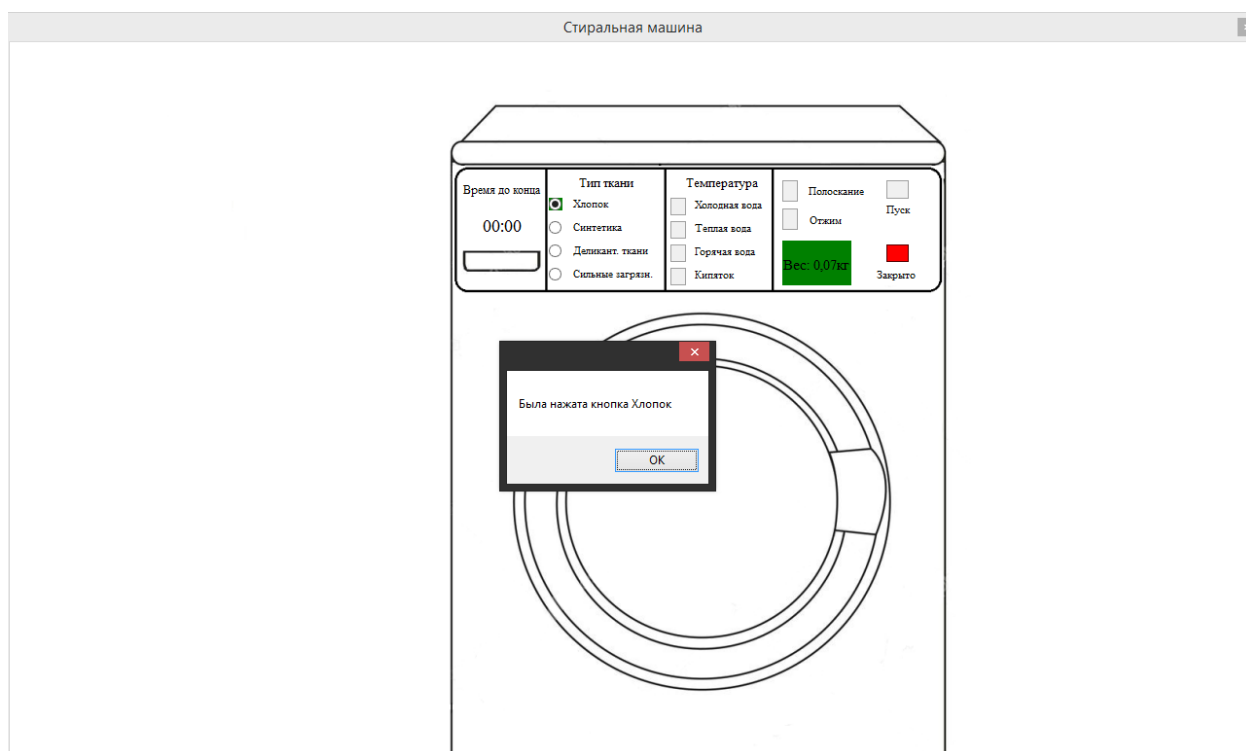 Стиральная машина
Время до конца
00:00
Тип ткани
Хлопок
Синтетика
Деликант. ткани
Сильные загрязн.
Температура
Холодная вода
Теплая вода
Горячая вода
Кипяток
Полоскание
Отжим
Вес: 0,07кг
Пуск
Закрыто
Была нажата кнопка Хлопок
OK